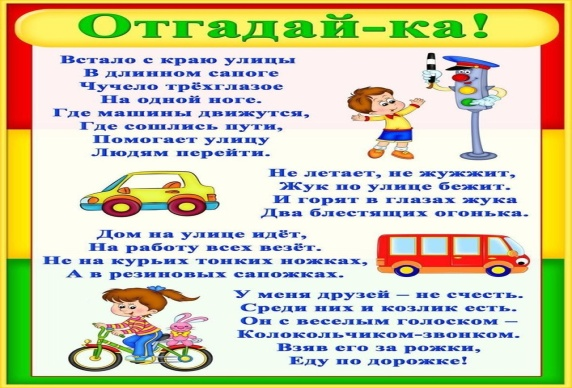 Отгадай-ка!
Встало с краю улицы
В длинном сапоге
Чучело трёхглазое
На одной ноге.
Где машины движутся,
Где сошлись пути,
Помогает улицу
Людям перейти.
Не летает, не жужжит,
Жук по улице бежит.
И горят в глазах жука
Два блестящих огонька.
Дом на улице идёт,
На работу всех везёт.
Не на курьих тонких ножках,
А в резиновых сапожках.
У меня друзей – не счесть.
Среди них и козлик есть.
Он с веселым голоском –
Колокольчиком-звонком.
Взяв его за рожки,
Еду по дорожке!